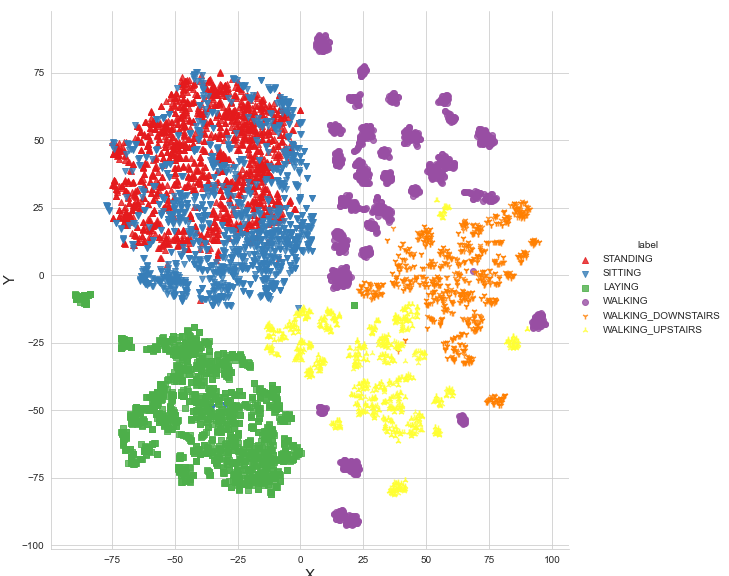 75
50
25
0
−25
−50
−75
−100
Y
−75
−50
−25
0
25
50
75
100
X
label
STANDING
SITTING
LAYING
WALKING
WALKING_DOWNSTAIRS
WALKING_UPSTAIRS